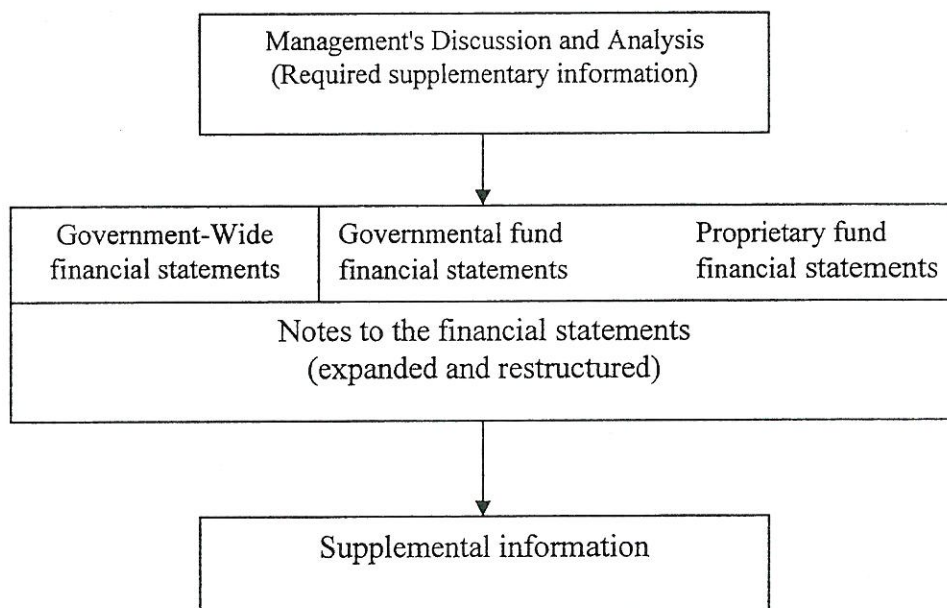 Management's Discussion and Analysis
(Required supplementary information)
Government-Wide
financial statements
Governmental fund
financial statements
Proprietary fund
financial statements
Notes to the financial statements
(expanded and restructured)
Supplemental information